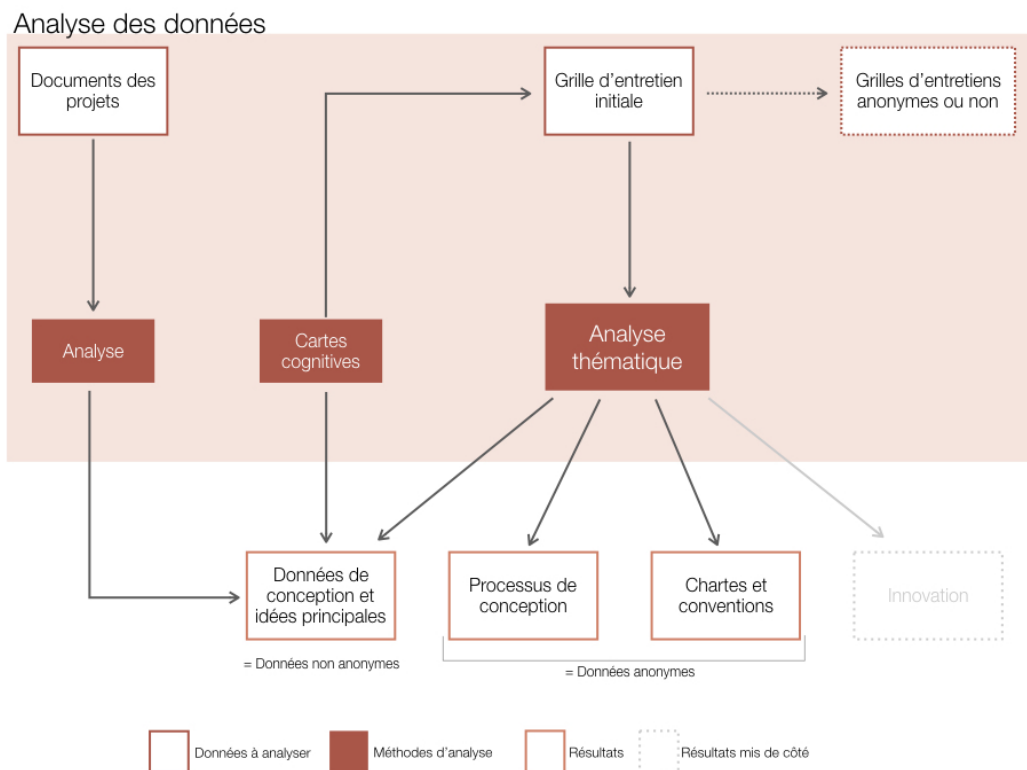 Analyse des données
Documents des
projets
Grille d'entretien
initiale
Grilles d'entretiens
anonymes ou non
Analyse
Cartes
cognitives
Analyse
thématique
Données de
conception et
idées principales
Processus de
conception
Chartes et
conventions
Innovation
= Données non anonymes
= Données anonymes
Données à analyser
Méthodes d'analyse
Résultats
Résultats mis de côté